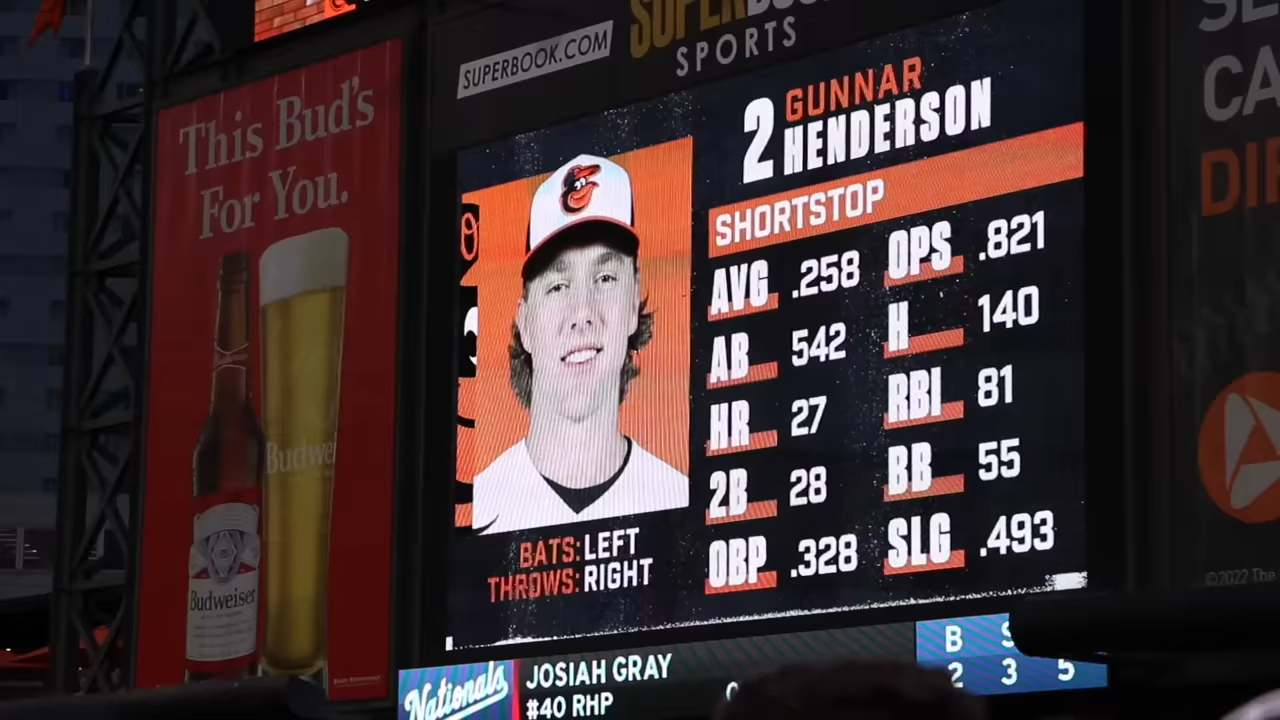 This Bud's
For You.
Budweiser
SUPERBOOK.COM
SPORTS
2 GUNNAR
HENDERSON
SHORTSTOP
AVG .258 OPS .821
AB 542 H 140
HR 27 RBI 81
2B 28 BB 55
OBP .328 SLG .493
BATS: LEFT
THROWS: RIGHT
Nationals
JOSIAH GRAY
#40 RHP
B S
2 3 5
©2022 The